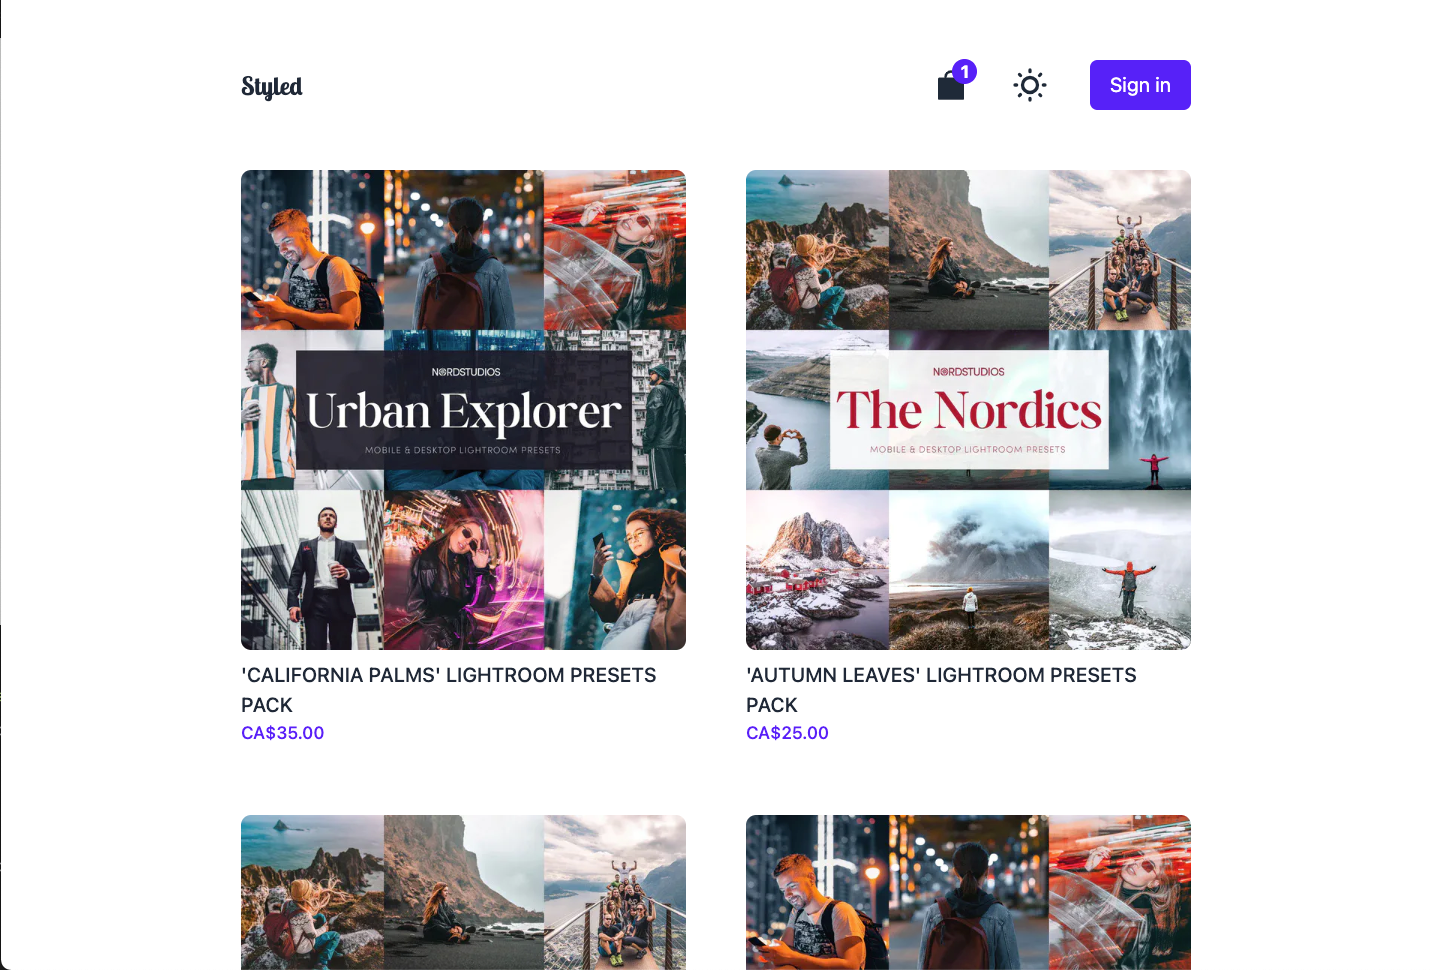 Styled
1
Sign in
NORDSTUDIOS
Urban Explorer
MOBILE & DESKTOP LIGHTROOM PRESETS
NORDSTUDIOS
The Nordics
MOBILE & DESKTOP LIGHTROOM PRESETS
'CALIFORNIA PALMS' LIGHTROOM PRESETS
PACK
CA$35.00
'AUTUMN LEAVES' LIGHTROOM PRESETS
PACK
CA$25.00